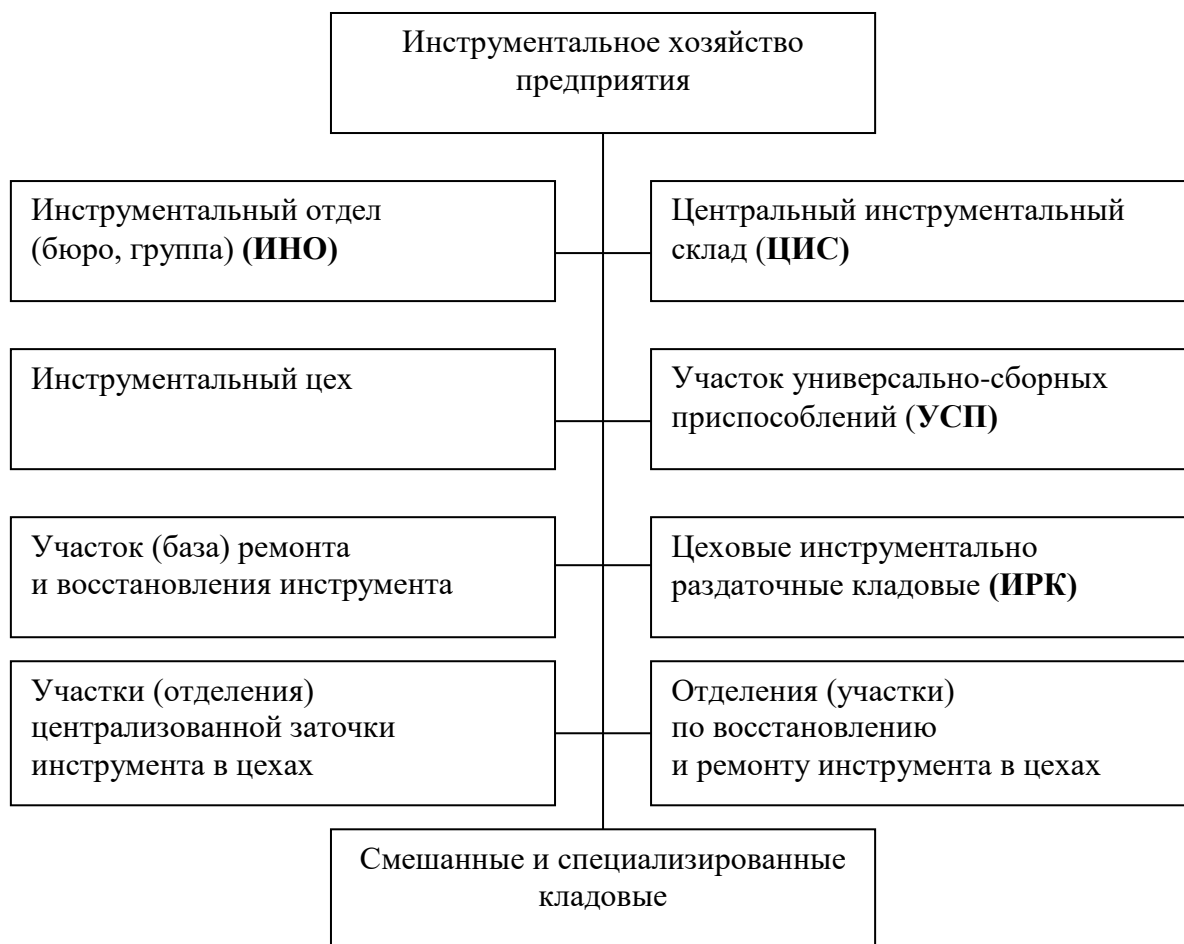 Инструментальное хозяйство
предприятия
Инструментальный отдел
(бюро, группа) (ИНО)
Центральный инструментальный
склад (ЦИС)
Инструментальный цех
Участок универсально-сборных
приспособлений (УСП)
Участок (база) ремонта
и восстановления инструмента
Цеховые инструментально
раздаточные кладовые (ИРК)
Участки (отделения)
централизованной заточки
инструмента в цехах
Отделения (участки)
по восстановлению
и ремонту инструмента в цехах
Смешанные и специализированные
кладовые